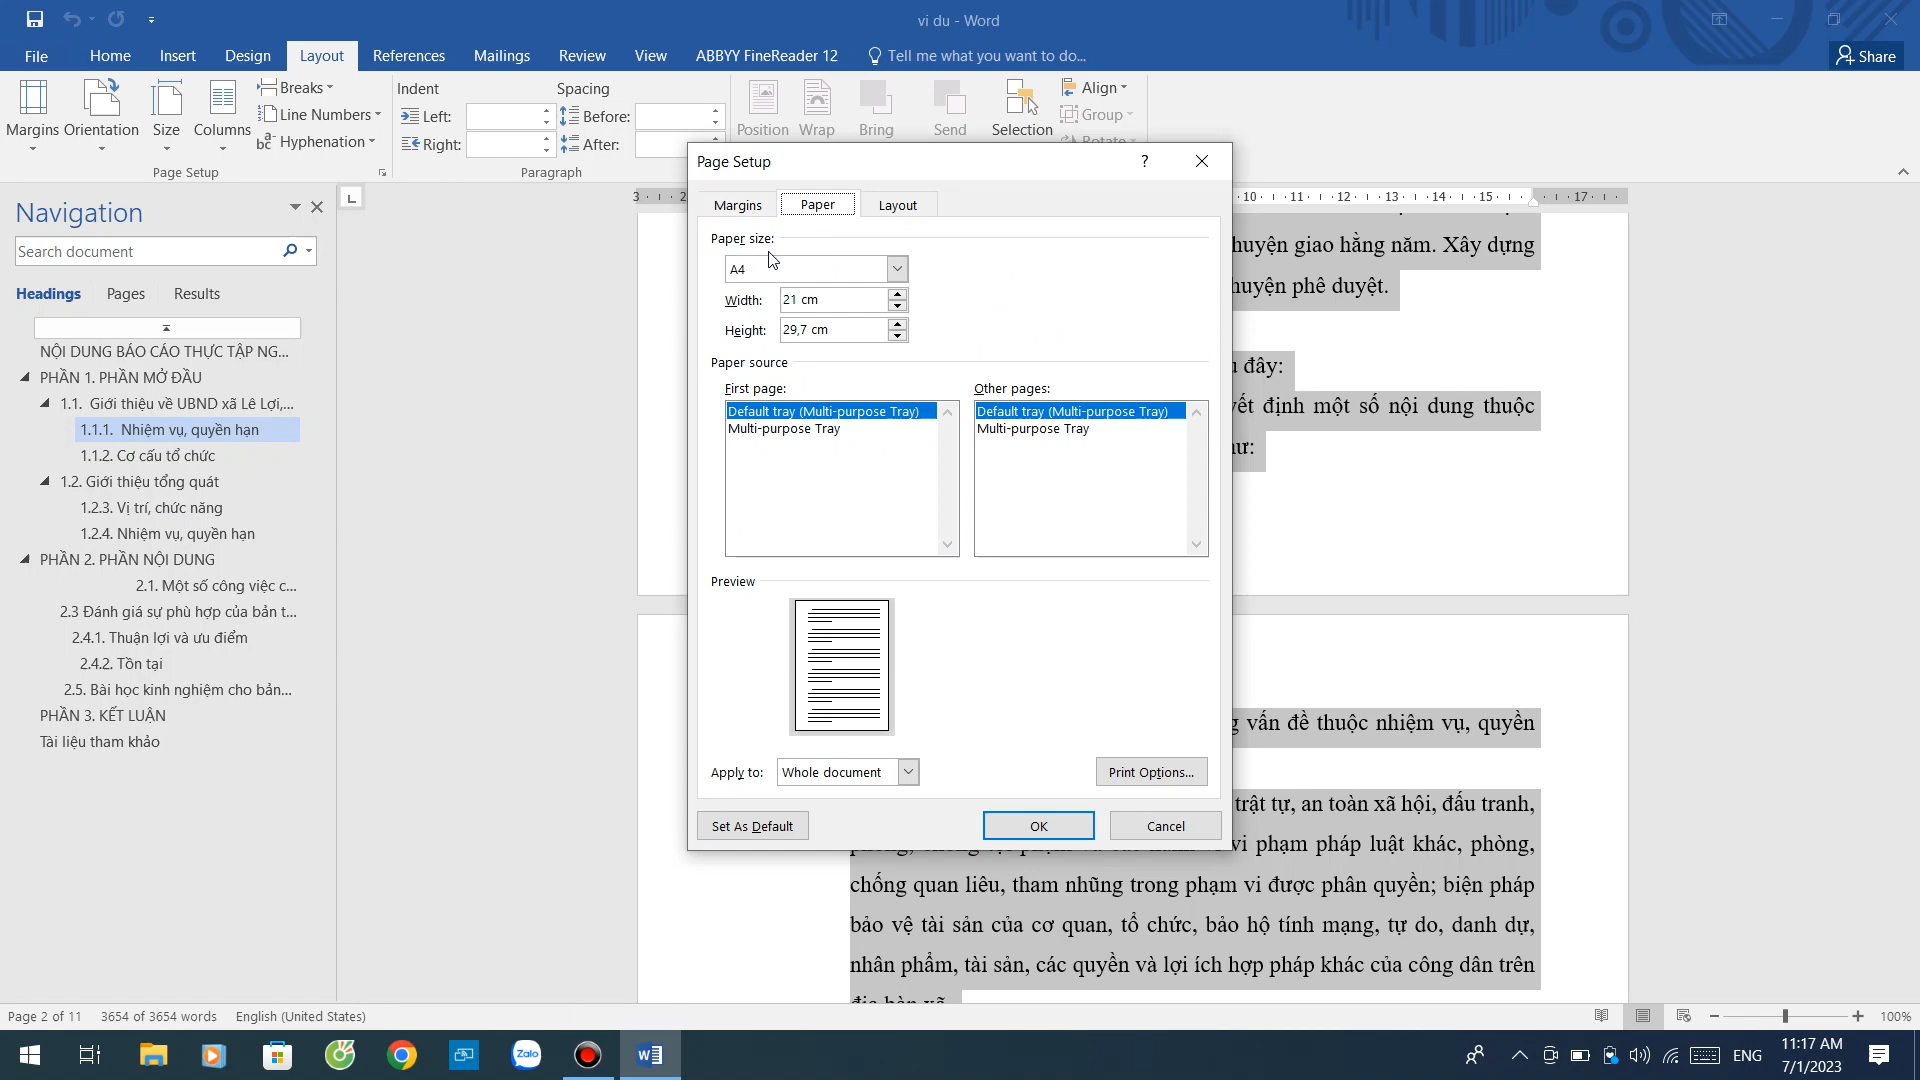 vi du - Word
File Home Insert Design Layout References Mailings Review View ABBYY FineReader 12 Tell me what you want to do... Share
Margins Orientation Size Columns
Breaks
Line Numbers
Hyphenation
Page Setup
Indent Spacing
Left: Before:
Right: After:
Paragraph
Position Wrap Bring Send Selection
Align
Group
Navigation
Search document
Headings Pages Results
NỘI DUNG BÁO CÁO THỰC TẬP NG...
PHẦN 1. PHẦN MỞ ĐẦU
1.1. Giới thiệu về UBND xã Lê Lợi,...
1.1.1. Nhiệm vụ, quyền hạn
1.1.2. Cơ cấu tổ chức
1.2. Giới thiệu tổng quát
1.2.3. Vị trí, chức năng
1.2.4. Nhiệm vụ, quyền hạn
PHẦN 2. PHẦN NỘI DUNG
2.1. Một số công việc c...
2.3 Đánh giá sự phù hợp của bản t...
2.4.1. Thuận lợi và ưu điểm
2.4.2. Tồn tại
2.5. Bài học kinh nghiệm cho bản...
PHẦN 3. KẾT LUẬN
Tài liệu tham khảo
3 · ı · 2
·10· ı ·11· ı ·12· ı ·13· ı ·14· ı ·15· ı · ı ·17· ı ·
Page Setup ?
Margins Paper Layout
Paper size:
A4
Width: 21 cm
Height: 29,7 cm
Paper source
First page: Other pages:
Default tray (Multi-purpose Tray) Default tray (Multi-purpose Tray)
Multi-purpose Tray Multi-purpose Tray
Preview
Apply to: Whole document Print Options...
Set As Default OK Cancel
huyện giao hằng năm. Xây dựng
huyện phê duyệt.
đây:
định một số nội dung thuộc
vấn đề thuộc nhiệm vụ, quyền
trật tự, an toàn xã hội, đấu tranh,
vi phạm pháp luật khác, phòng,
chống quan liêu, tham nhũng trong phạm vi được phân quyền; biện pháp
bảo vệ tài sản của cơ quan, tổ chức, bảo hộ tính mạng, tự do, danh dự,
nhân phẩm, tài sản, các quyền và lợi ích hợp pháp khác của công dân trên
Page 2 of 11 3654 of 3654 words English (United States) 100%
Zalo
ENG
11:17 AM
7/1/2023